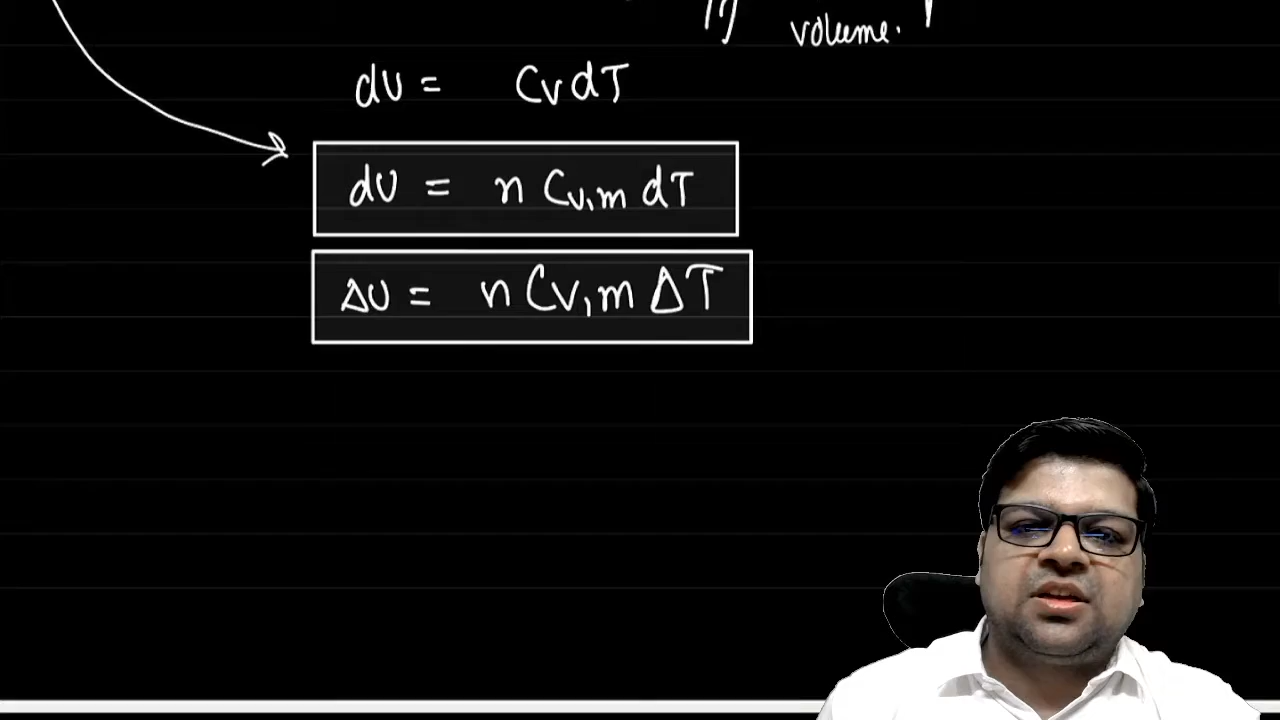 volume.
dU = CvdT
dU = n Cv,m dT
ΔU = n Cv,m ΔT